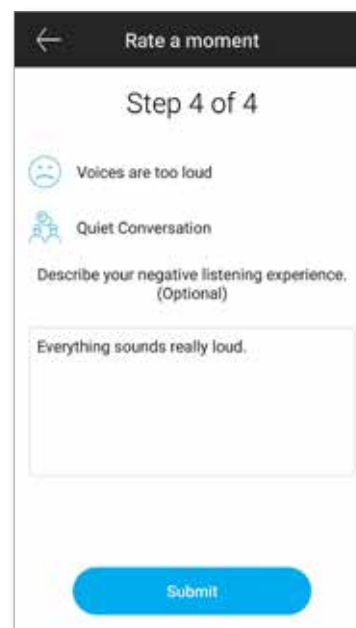 Rate a moment
Step 4 of 4
Voices are too loud
Quiet Conversation
Describe your negative listening experience.
(Optional)
Everything sounds really loud.
Submit